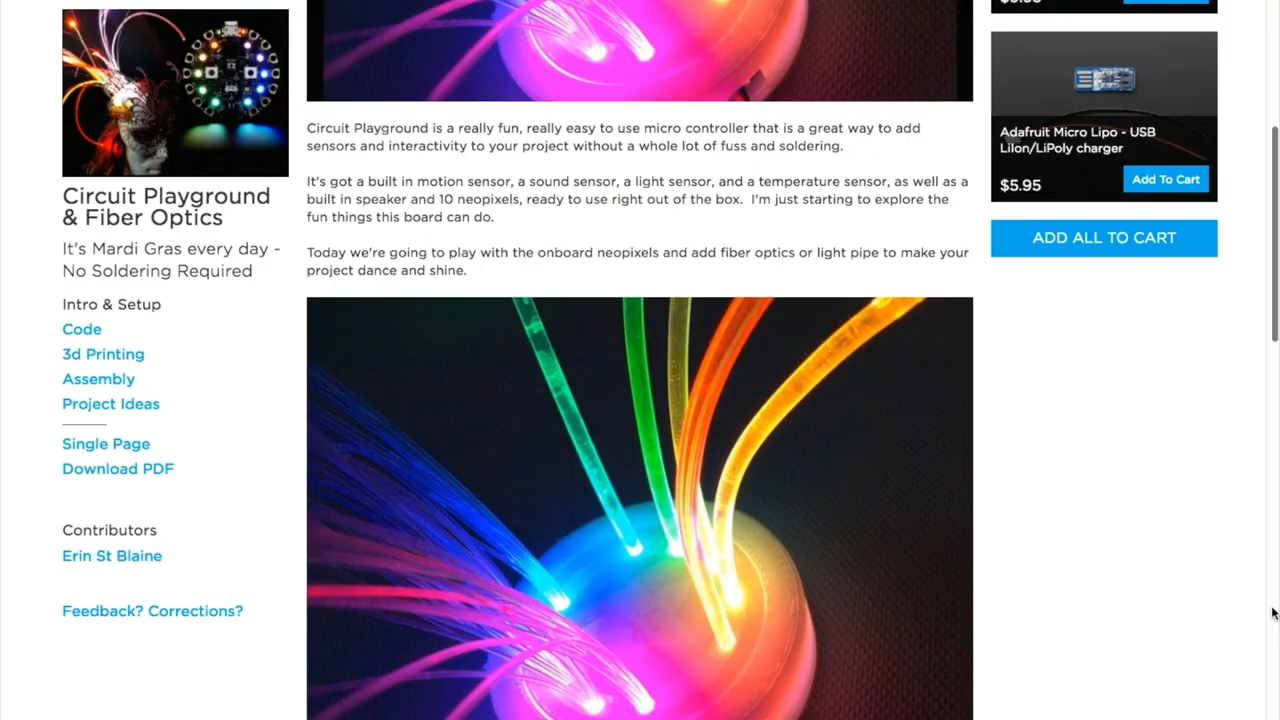 Circuit Playground
& Fiber Optics
It's Mardi Gras every day -
No Soldering Required
Intro & Setup
Code
3d Printing
Assembly
Project Ideas
Single Page
Download PDF
Contributors
Erin St Blaine
Feedback? Corrections?
Circuit Playground is a really fun, really easy to use micro controller that is a great way to add
sensors and interactivity to your project without a whole lot of fuss and soldering.
It's got a built in motion sensor, a sound sensor, a light sensor, and a temperature sensor, as well as a
built in speaker and 10 neopixels, ready to use right out of the box. I'm just starting to explore the
fun things this board can do.
Today we're going to play with the onboard neopixels and add fiber optics or light pipe to make your
project dance and shine.
Adafruit Micro Lipo - USB
LiIon/LiPoly charger
$5.95
Add To Cart
ADD ALL TO CART